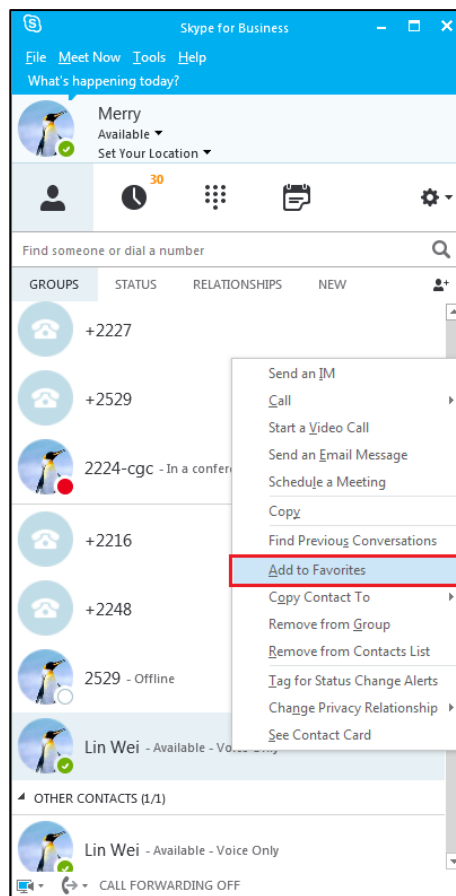 Skype for Business
File Meet Now Tools Help
What's happening today?
Merry
Available
Set Your Location
30
Find someone or dial a number
GROUPS STATUS RELATIONSHIPS NEW
+2227
+2529
2224-cgc - In a confer
+2216
+2248
2529 - Offline
Lin Wei - Available - Voice Only
Send an IM
Call
Start a Video Call
Send an Email Message
Schedule a Meeting
Copy
Find Previous Conversations
Add to Favorites
Copy Contact To
Remove from Group
Remove from Contacts List
Tag for Status Change Alerts
Change Privacy Relationship
See Contact Card
OTHER CONTACTS (1/1)
Lin Wei - Available - Voice Only
CALL FORWARDING OFF